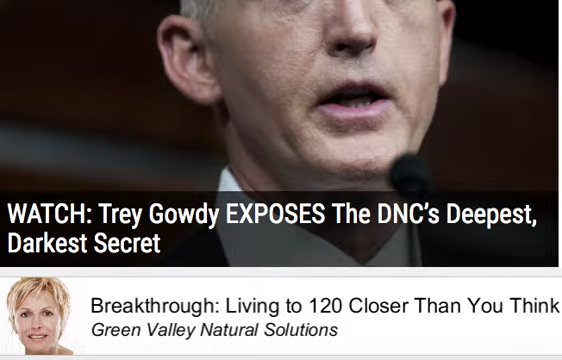 WATCH: Trey Gowdy EXPOSES The DNC's Deepest,
Darkest Secret
Breakthrough: Living to 120 Closer Than You Think
Green Valley Natural Solutions